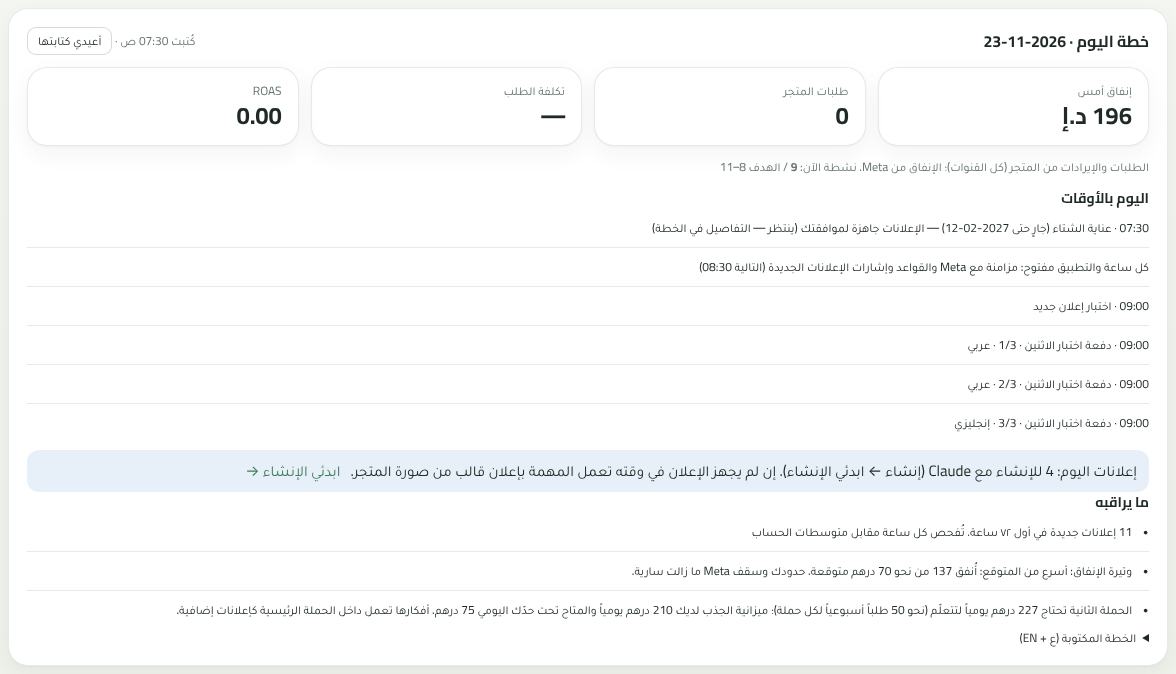 خطة اليوم · 23-11-2026
كُتبت 07:30 ص · أعيدي كتابتها
إنفاق أمس
196 د.إ
طلبات المتجر
0
تكلفة الطلب
—
ROAS
0.00
الطلبات والإيرادات من المتجر (كل القنوات)؛ الإنفاق من Meta. نشطة الآن: 9 / الهدف 8–11
اليوم بالأوقات
07:30 · عناية الشتاء (جارٍ حتى 2027-02-12) — الإعلانات جاهزة لموافقتك (ينتظر — التفاصيل في الخطة)
كل ساعة والتطبيق مفتوح: مزامنة مع Meta والقواعد وإشارات الإعلانات الجديدة (التالية 08:30)
09:00 · اختبار إعلان جديد
09:00 · دفعة اختبار الاثنين · 1/3 · عربي
09:00 · دفعة اختبار الاثنين · 2/3 · عربي
09:00 · دفعة اختبار الاثنين · 3/3 · إنجليزي
إعلانات اليوم: 4 للإنشاء مع Claude (إنشاء ← ابدئي الإنشاء). إن لم يجهز الإعلان في وقته تعمل المهمة بإعلان قالب من صورة المتجر. ابدئي الإنشاء →
ما يراقبه
• 11 إعلانات جديدة في أول ٧٢ ساعة. تُفحص كل ساعة مقابل متوسطات الحساب
• وتيرة الإنفاق: أسرع من المتوقع: أُنفق 137 من نحو 70 درهم متوقعة. حدودك وسقف Meta ما زالت سارية.
• الحملة الثانية تحتاج 227 درهم يومياً لتتعلّم (نحو 50 طلباً أسبوعياً لكل حملة)؛ ميزانية الجذب لديك 210 درهم يومياً والمتاح تحت حدّك اليومي 75 درهم. أفكارها تعمل داخل الحملة الرئيسية كإعلانات إضافية.
◀ الخطة المكتوبة (ع + EN)